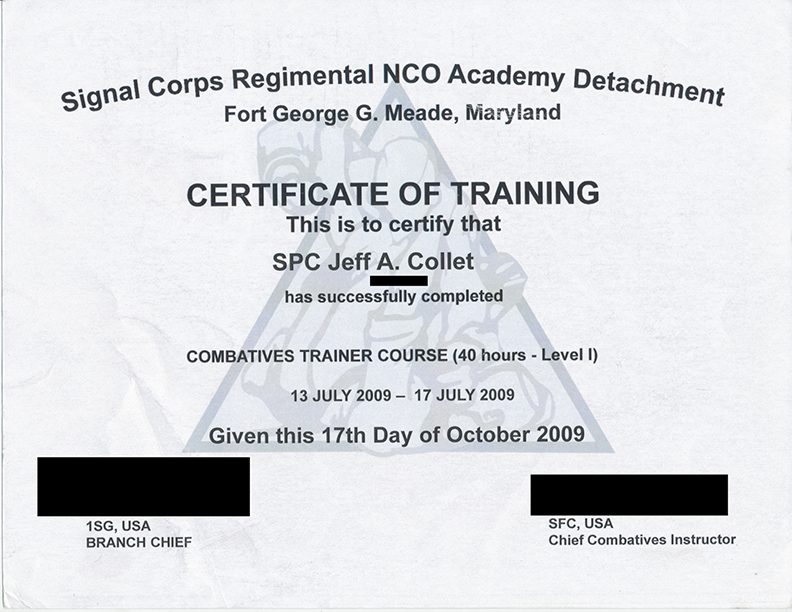 Signal Corps Regimental NCO Academy Detachment
Fort George G. Meade, Maryland
CERTIFICATE OF TRAINING
This is to certify that
SPC Jeff A. Collet
has successfully completed
COMBATIVES TRAINER COURSE (40 hours - Level I)
13 JULY 2009 – 17 JULY 2009
Given this 17th Day of October 2009
1SG, USA
BRANCH CHIEF
SFC, USA
Chief Combatives Instructor